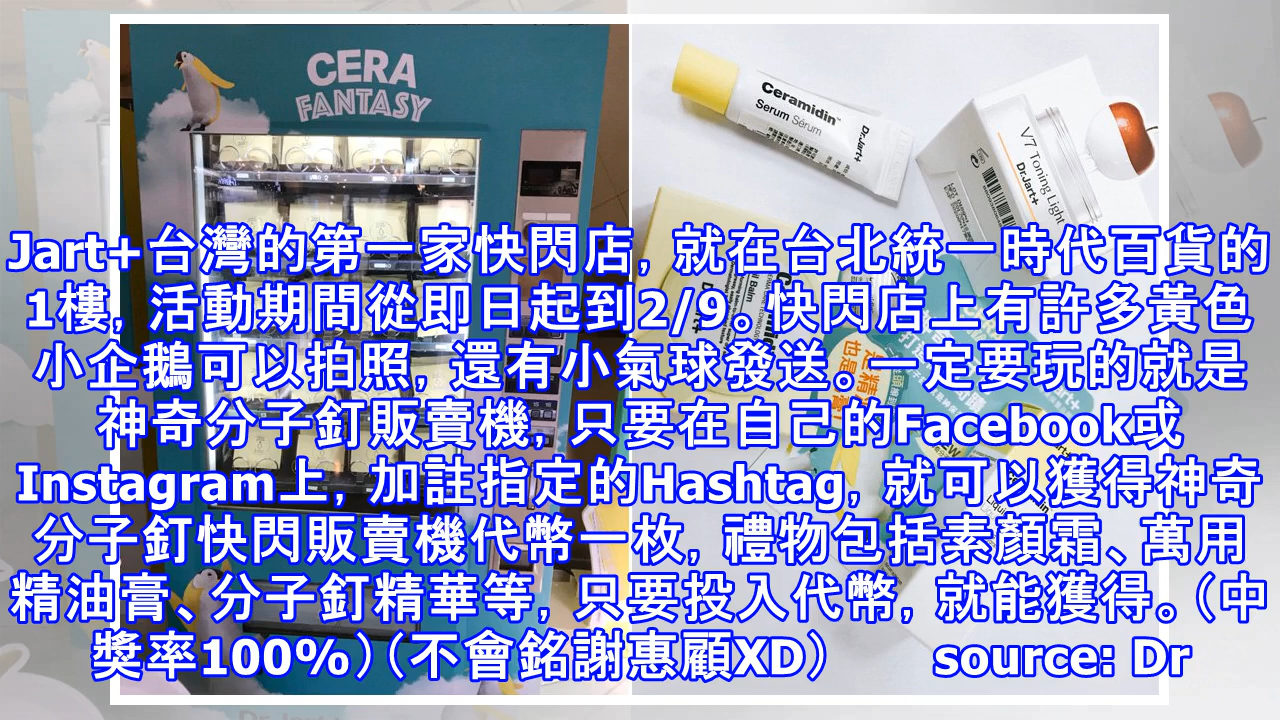 CERA
FANTASY
Ceramidin™
Serum Sérum
Dr.Jart+
V7 Toning Light
Dr.Jart+
Jart+台灣的第一家快閃店, 就在台北統一時代百貨的
1樓, 活動期間從即日起到2/9。快閃店上有許多黃色
小企鵝可以拍照, 還有小氣球發送。一定要玩的就是
神奇分子釘販賣機, 只要在自己的Facebook或
Instagram上, 加註指定的Hashtag, 就可以獲得神奇
分子釘快閃販賣機代幣一枚, 禮物包括素顏霜、萬用
精油膏、分子釘精華等, 只要投入代幣, 就能獲得。(中
獎率100%)(不會銘謝惠顧XD) source: Dr